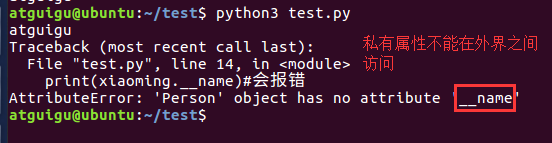 atguigu@ubuntu:~/test$ python3 test.py
atguigu
Traceback (most recent call last):
  File "test.py", line 14, in <module>
    print(xiaoming.__name)#会报错
AttributeError: 'Person' object has no attribute '__name'
atguigu@ubuntu:~/test$
私有属性不能在外界之间
访问